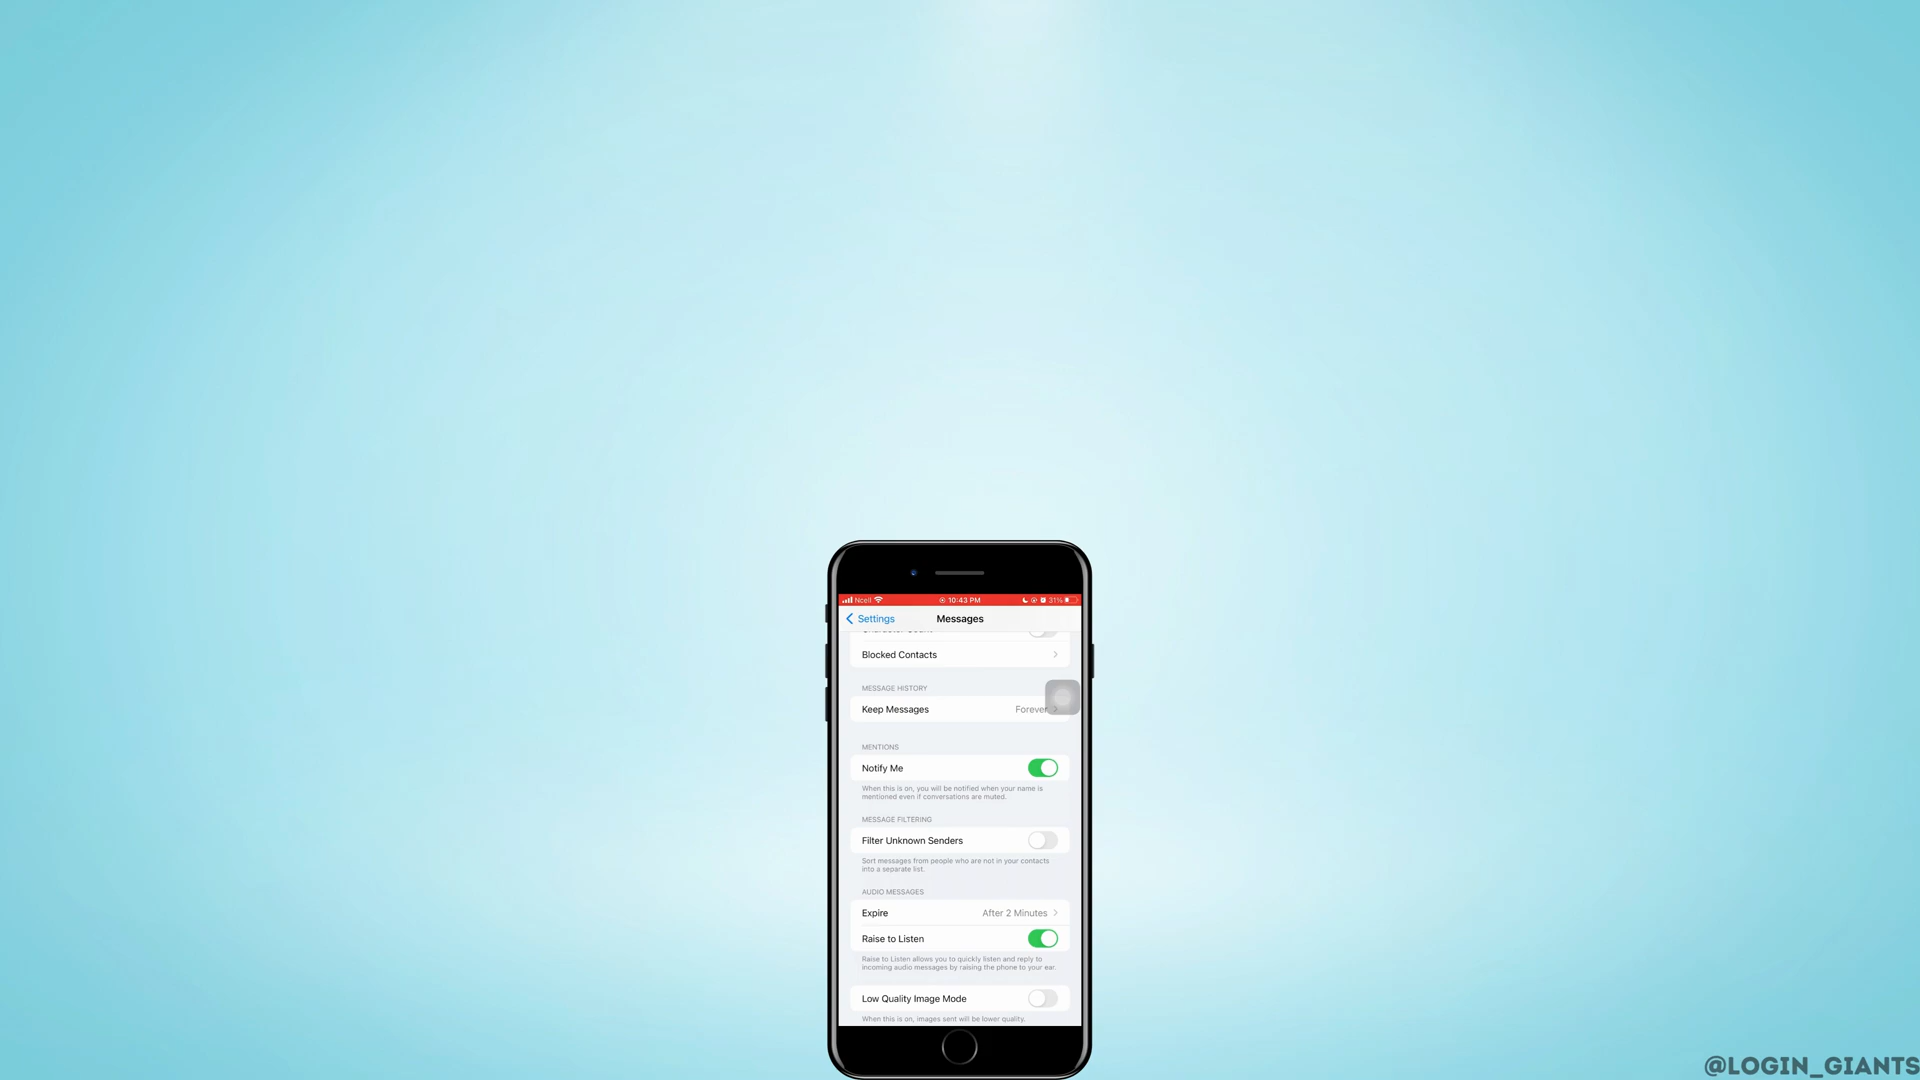 Ncell 10:43 PM 31%
Settings Messages
Blocked Contacts
MESSAGE HISTORY
Keep Messages Forever
MENTIONS
Notify Me
When this is on, you will be notified when your name is
mentioned even if conversations are muted.
MESSAGE FILTERING
Filter Unknown Senders
Sort messages from people who are not in your contacts
into a separate list.
AUDIO MESSAGES
Expire After 2 Minutes
Raise to Listen
Raise to Listen allows you to quickly listen and reply to
incoming audio messages by raising the phone to your ear.
Low Quality Image Mode
When this is on, images sent will be lower quality.
@LOGIN_GIANTS